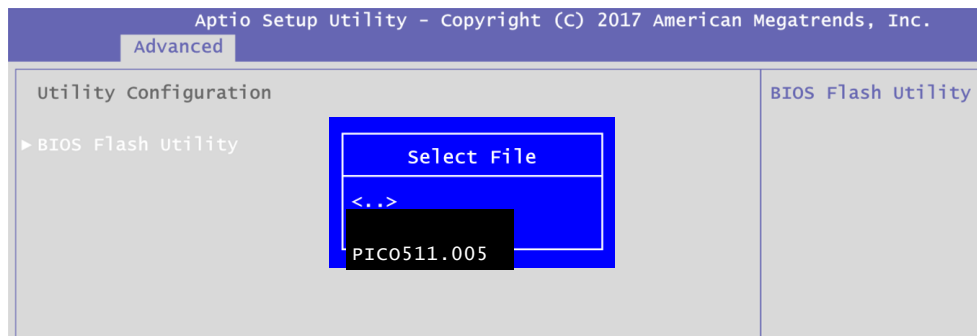 Aptio Setup Utility - Copyright (C) 2017 American Megatrends, Inc.
Advanced
Utility Configuration
BIOS Flash Utility
►BIOS Flash Utility
Select File
<..>
PICO511.005